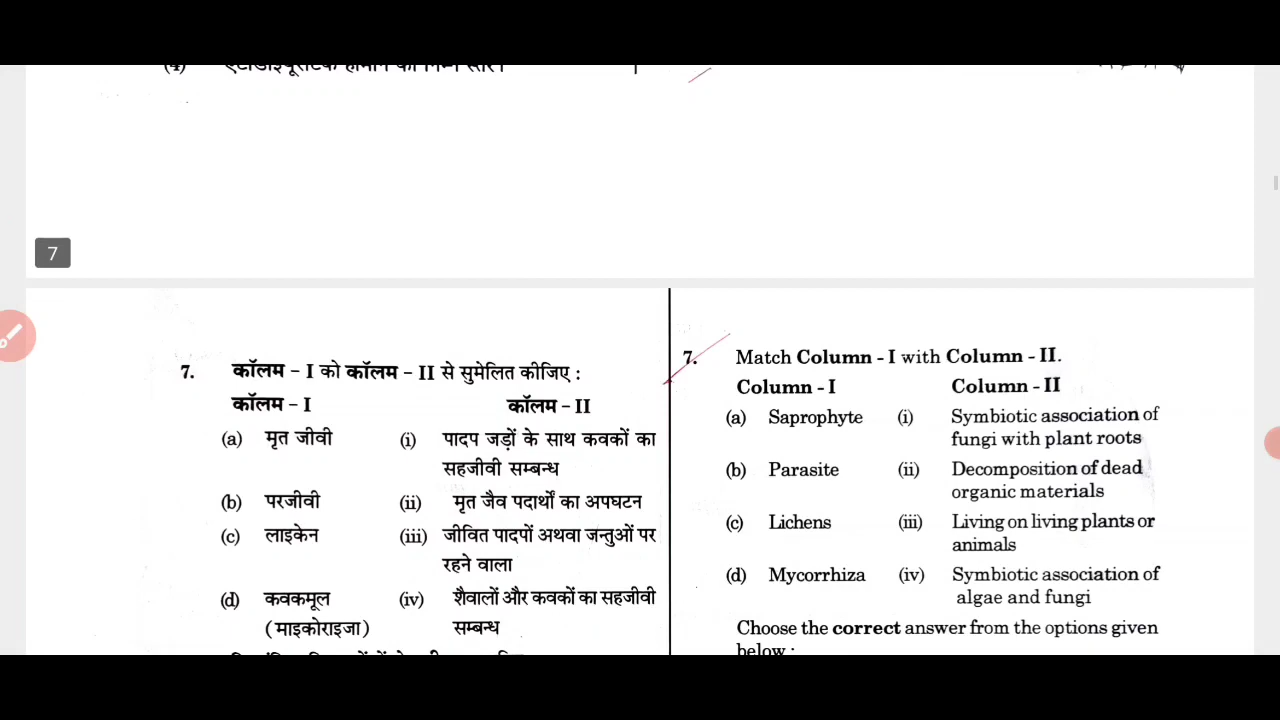 7
7. कॉलम – I को कॉलम – II से सुमेलित कीजिए :
कॉलम – I कॉलम – II
(a) मृत जीवी (i) पादप जड़ों के साथ कवकों का
सहजीवी सम्बन्ध
(b) परजीवी (ii) मृत जैव पदार्थों का अपघटन
(c) लाइकेन (iii) जीवित पादपों अथवा जन्तुओं पर
रहने वाला
(d) कवकमूल (iv) शैवालों और कवकों का सहजीवी
(माइकोराइजा) सम्बन्ध
7. Match Column - I with Column - II.
Column - I Column - II
(a) Saprophyte (i) Symbiotic association of
fungi with plant roots
(b) Parasite (ii) Decomposition of dead
organic materials
(c) Lichens (iii) Living on living plants or
animals
(d) Mycorrhiza (iv) Symbiotic association of
algae and fungi
Choose the correct answer from the options given
below :